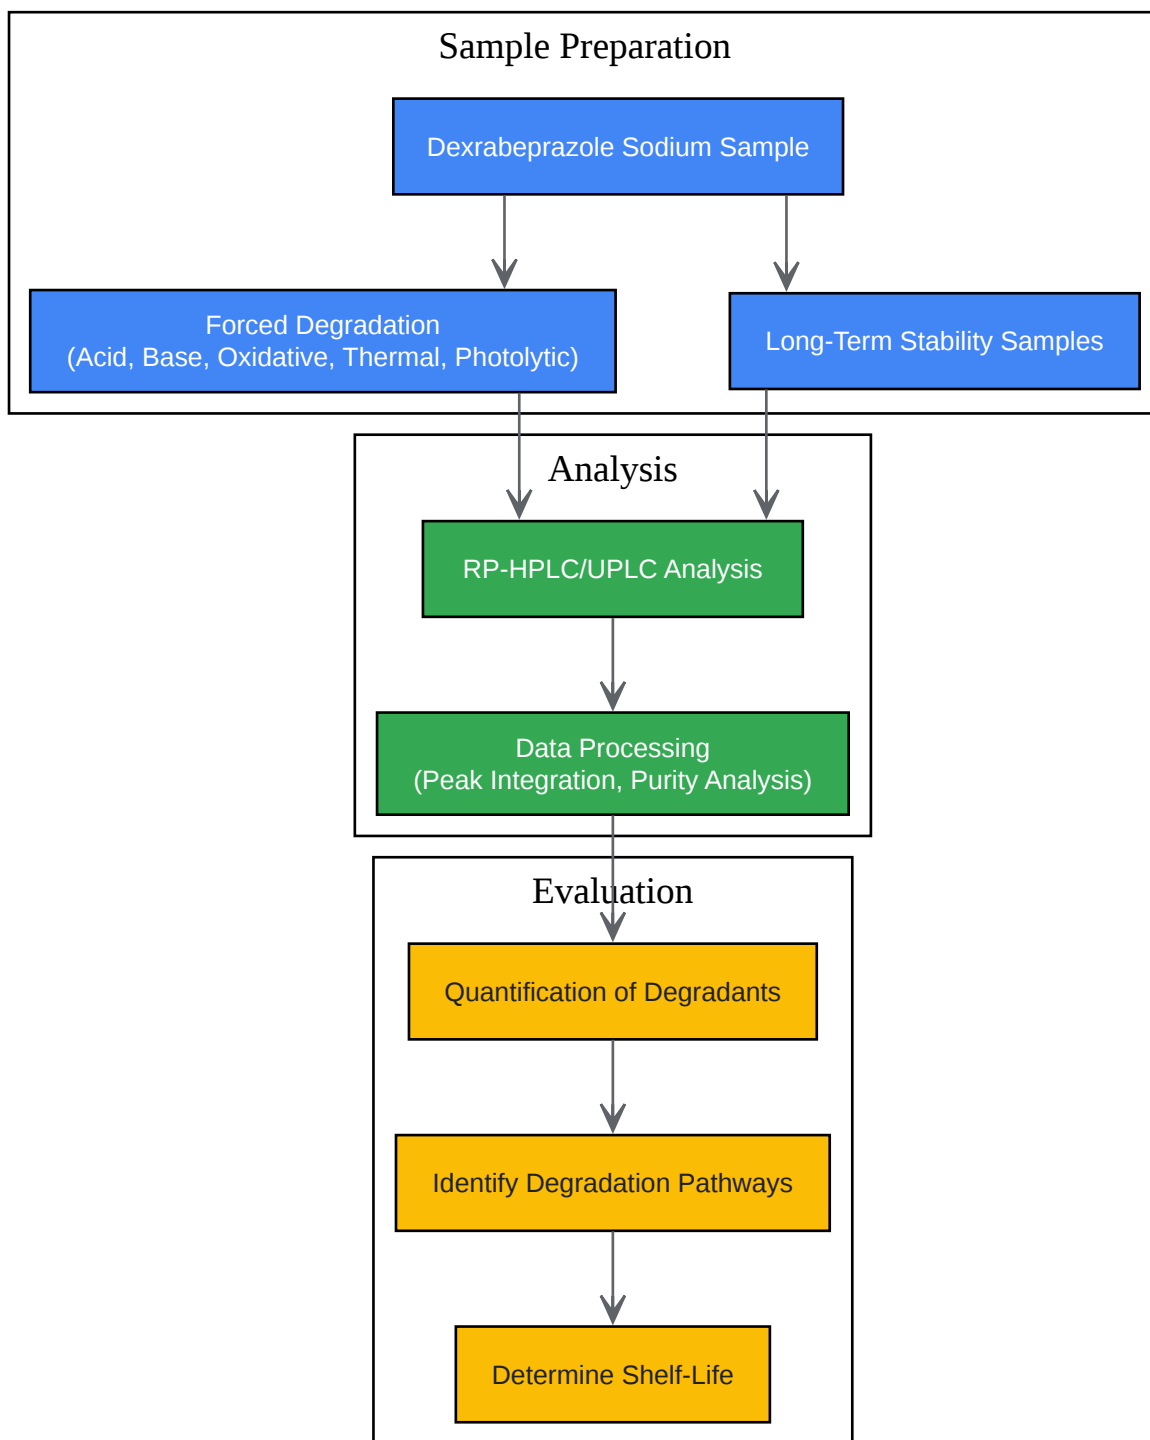 Sample Preparation
Dexrabeprazole Sodium Sample
Forced Degradation
(Acid, Base, Oxidative, Thermal, Photolytic)
Long-Term Stability Samples
Analysis
RP-HPLC/UPLC Analysis
Data Processing
(Peak Integration, Purity Analysis)
Evaluation
Quantification of Degradants
Identify Degradation Pathways
Determine Shelf-Life